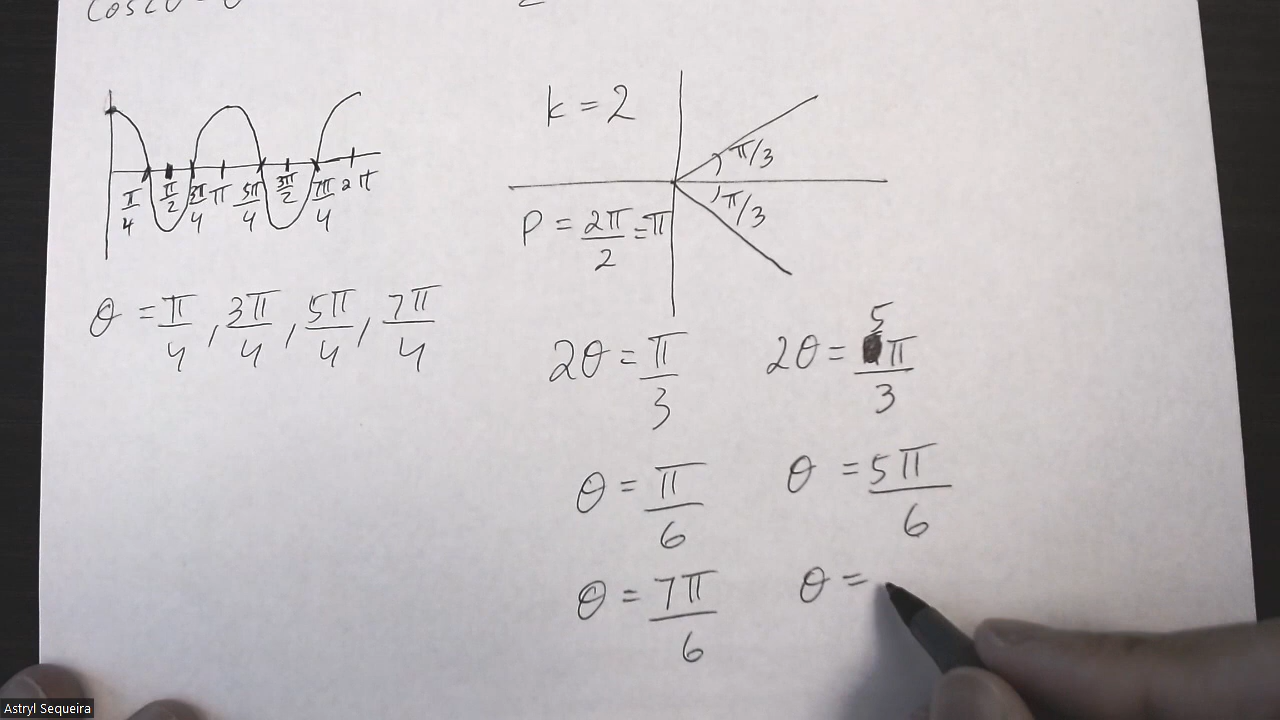 k = 2
π/3
π/4 π/2 3π/4 π 5π/4 3π/2 7π/4 2π
π/3
P = 2π/2 = π
θ = π/4, 3π/4, 5π/4, 7π/4
2θ = π/3
2θ = 5π/3
θ = π/6
θ = 5π/6
θ = 7π/6
θ =
Astryl Sequeira